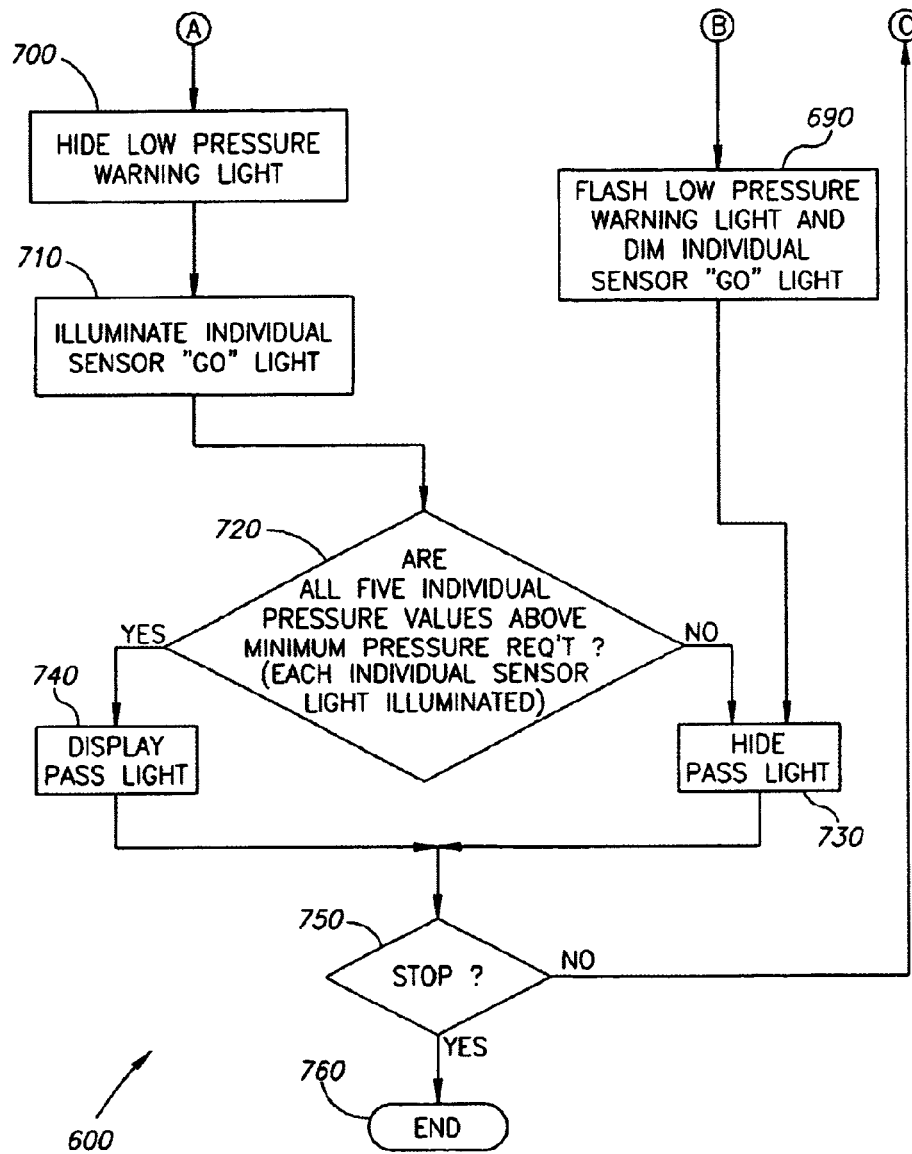 A
B
C
700
HIDE LOW PRESSURE
WARNING LIGHT
690
FLASH LOW PRESSURE
WARNING LIGHT AND
DIM INDIVIDUAL
SENSOR "GO" LIGHT
710
ILLUMINATE INDIVIDUAL
SENSOR "GO" LIGHT
720
ARE
ALL FIVE INDIVIDUAL
PRESSURE VALUES ABOVE
MINIMUM PRESSURE REQ'T ?
(EACH INDIVIDUAL SENSOR
LIGHT ILLUMINATED)
YES
NO
740
DISPLAY
PASS LIGHT
HIDE
PASS LIGHT
730
750
STOP ?
NO
YES
760
END
600